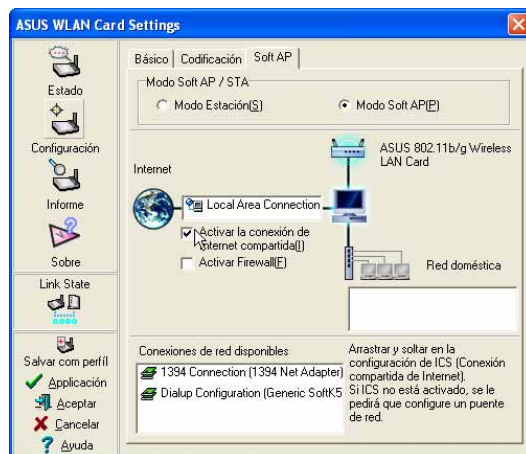 ASUS WLAN Card Settings
Estado
Configuración
Informe
Sobre
Link State
Salvar com perfíl
Applicación
Aceptar
Cancelar
Ayuda
Básico
Codificación
Soft AP
Modo Soft AP / STA
Modo Estación(S)
Modo Soft AP(P)
ASUS 802.11b/g Wireless
LAN Card
Internet
Local Area Connection
Activar la conexión de
Internet compartida(I)
Activar Firewall(F)
Red doméstica
Conexiones de red disponibles
1394 Connection (1394 Net Adapter)
Dialup Configuration (Generic SoftK5
Arrastrar y soltar en la
configuración de ICS (Conexión
compartida de Internet).
Si ICS no está activado, se le
pedirá que configure un puente
de red.